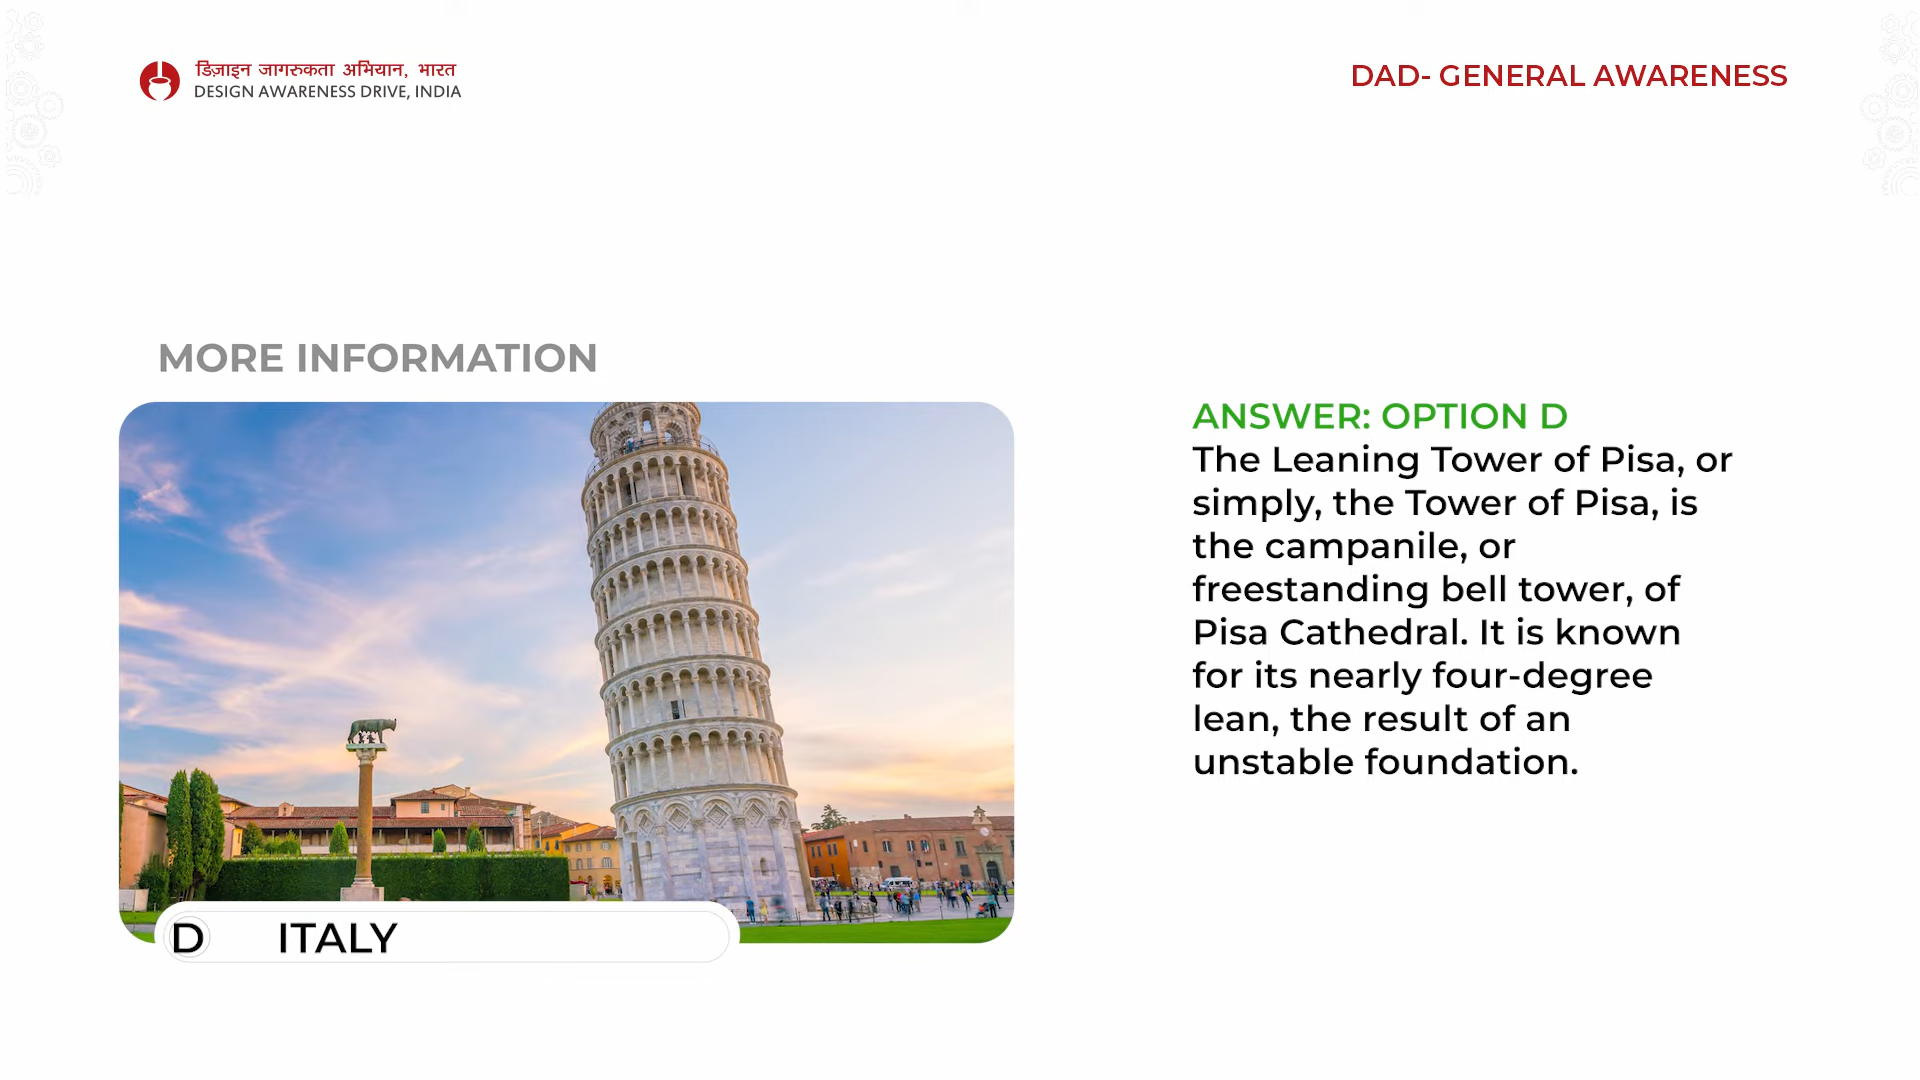 डिज़ाइन जागरुकता अभियान, भारत
DESIGN AWARENESS DRIVE, INDIA
DAD- GENERAL AWARENESS
MORE INFORMATION
D ITALY
ANSWER: OPTION D
The Leaning Tower of Pisa, or
simply, the Tower of Pisa, is
the campanile, or
freestanding bell tower, of
Pisa Cathedral. It is known
for its nearly four-degree
lean, the result of an
unstable foundation.